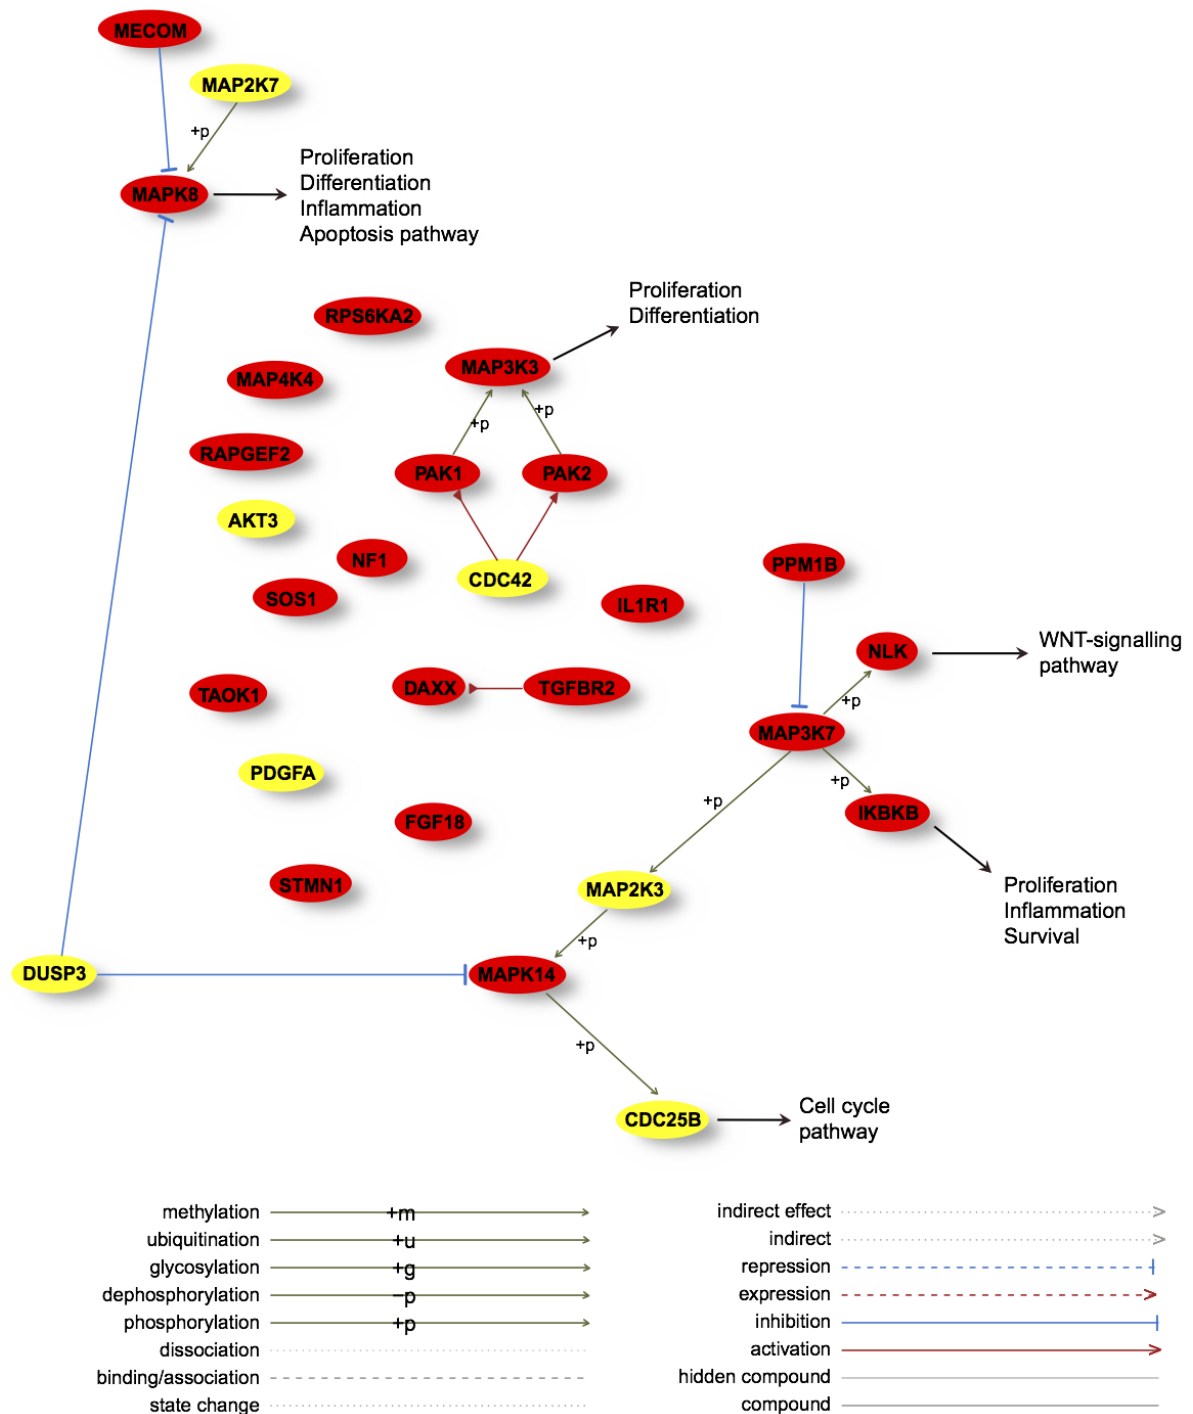 MECOM
MAP2K7
+p
MAPK8
Proliferation
Differentiation
Inflammation
Apoptosis pathway
RPS6KA2
Proliferation
Differentiation
MAP3K3
MAP4K4
+p
+p
RAPGEF2
PAK1
PAK2
AKT3
NF1
CDC42
PPM1B
SOS1
IL1R1
NLK
WNT-signalling
pathway
TAOK1
DAXX
TGFBR2
+p
MAP3K7
PDGFA
+p
+p
FGF18
IKBKB
STMN1
MAP2K3
Proliferation
Inflammation
Survival
+p
DUSP3
MAPK14
+p
CDC25B
Cell cycle
pathway
methylation +m
ubiquitination +u
glycosylation +g
dephosphorylation –p
phosphorylation +p
dissociation
binding/association
state change
indirect effect
indirect
repression
expression
inhibition
activation
hidden compound
compound